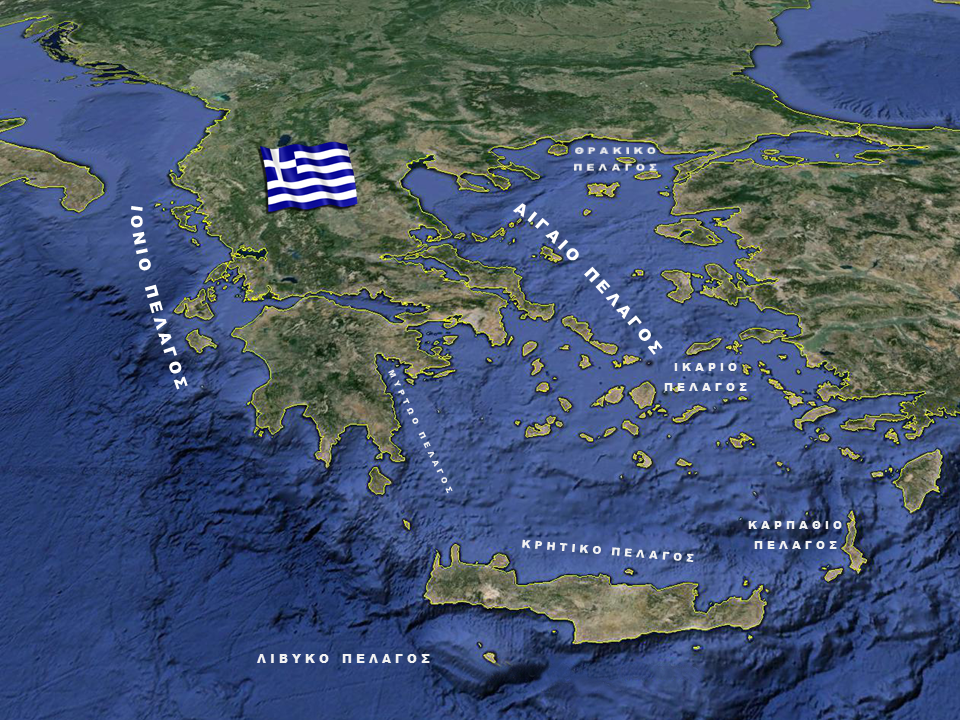 ΘΡΑΚΙΚΟ
ΠΕΛΑΓΟΣ
ΑΙΓΑΙΟ ΠΕΛΑΓΟΣ
ΙΟΝΙΟ ΠΕΛΑΓΟΣ
ΙΚΑΡΙΟ
ΠΕΛΑΓΟΣ
ΜΥΡΤΩΟ ΠΕΛΑΓΟΣ
ΚΑΡΠΑΘΙΟ
ΠΕΛΑΓΟΣ
ΚΡΗΤΙΚΟ ΠΕΛΑΓΟΣ
ΛΙΒΥΚΟ ΠΕΛΑΓΟΣ